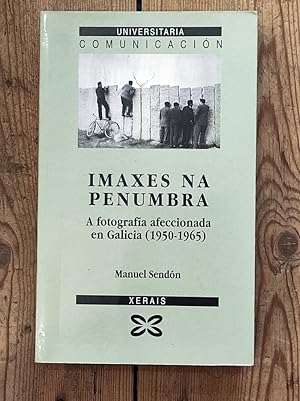 UNIVERSITARIA
COMUNICACIÓN
IMAXES NA
PENUMBRA
A fotografía afeccionada
en Galicia (1950-1965)
Manuel Sendón
XERAIS